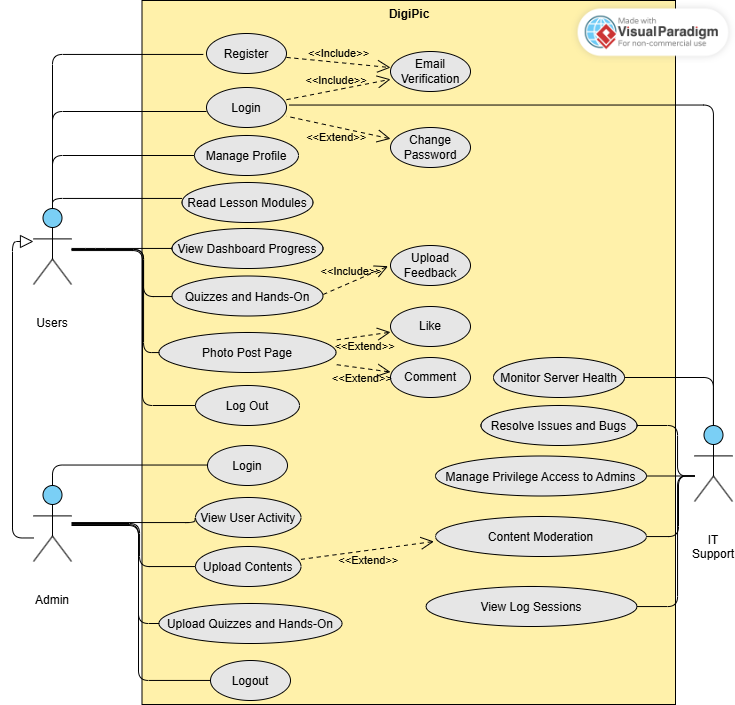 DigiPic
Made with
VisualParadigm
For non-commercial use
Register
<<Include>>
Email
Verification
<<Include>>
Login
<<Extend>>
Change
Password
Manage Profile
Read Lesson Modules
View Dashboard Progress
Upload
Feedback
<<Include>>
Quizzes and Hands-On
Users
Like
<<Extend>>
Photo Post Page
Comment
<<Extend>>
Monitor Server Health
Log Out
Resolve Issues and Bugs
Login
Manage Privilege Access to Admins
View User Activity
Content Moderation
IT
Support
<<Extend>>
Upload Contents
Admin
View Log Sessions
Upload Quizzes and Hands-On
Logout